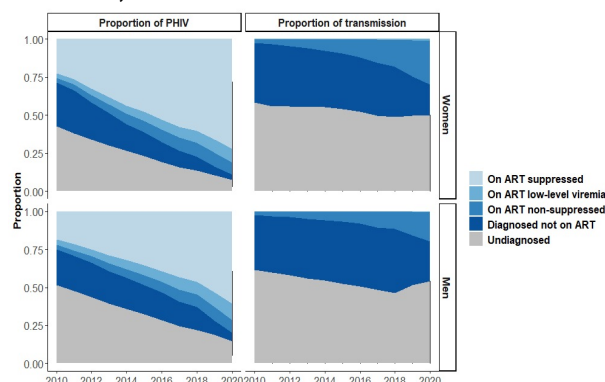 Proportion of PHIV
Proportion of transmission
1.00
0.75
0.50
0.25
0.00
Women
1.00
0.75
0.50
0.25
0.00
Men
Proportion
2010 2012 2014 2016 2018 2020
2010 2012 2014 2016 2018 2020
On ART suppressed
On ART low-level viremia
On ART non-suppressed
Diagnosed not on ART
Undiagnosed